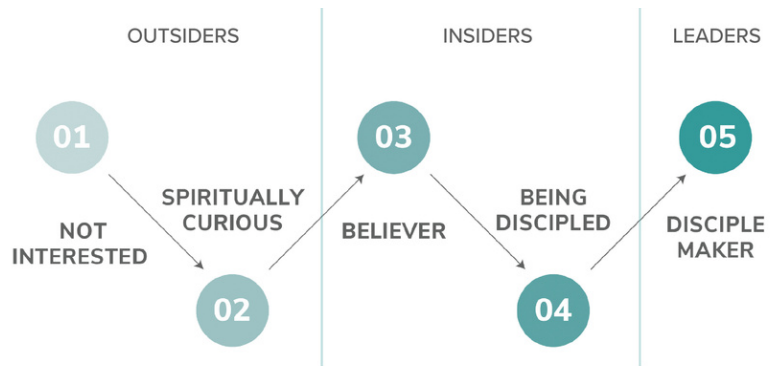 OUTSIDERS
INSIDERS
LEADERS
01
03
05
SPIRITUALLY
CURIOUS
BEING
DISCIPLED
NOT
INTERESTED
BELIEVER
DISCIPLE
MAKER
02
04